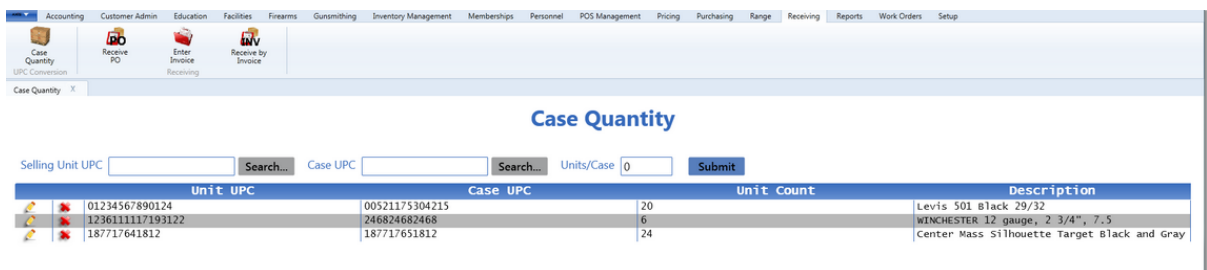 Accounting Customer Admin Education Facilities Firearms Gunsmithing Inventory Management Memberships Personnel POS Management Pricing Purchasing Range Receiving Reports Work Orders Setup
PO INV
Case Quantity Receive PO Enter Invoice Receive by Invoice
UPC Conversion Receiving
Case Quantity X
Case Quantity
Selling Unit UPC Search... Case UPC Search... Units/Case 0 Submit
Unit UPC Case UPC Unit Count Description
01234567890124 00521175304215 20 Levis 501 Black 29/32
1236111117193122 246824682468 6 WINCHESTER 12 gauge, 2 3/4", 7.5
187717641812 187717651812 24 Center Mass Silhouette Target Black and Gray